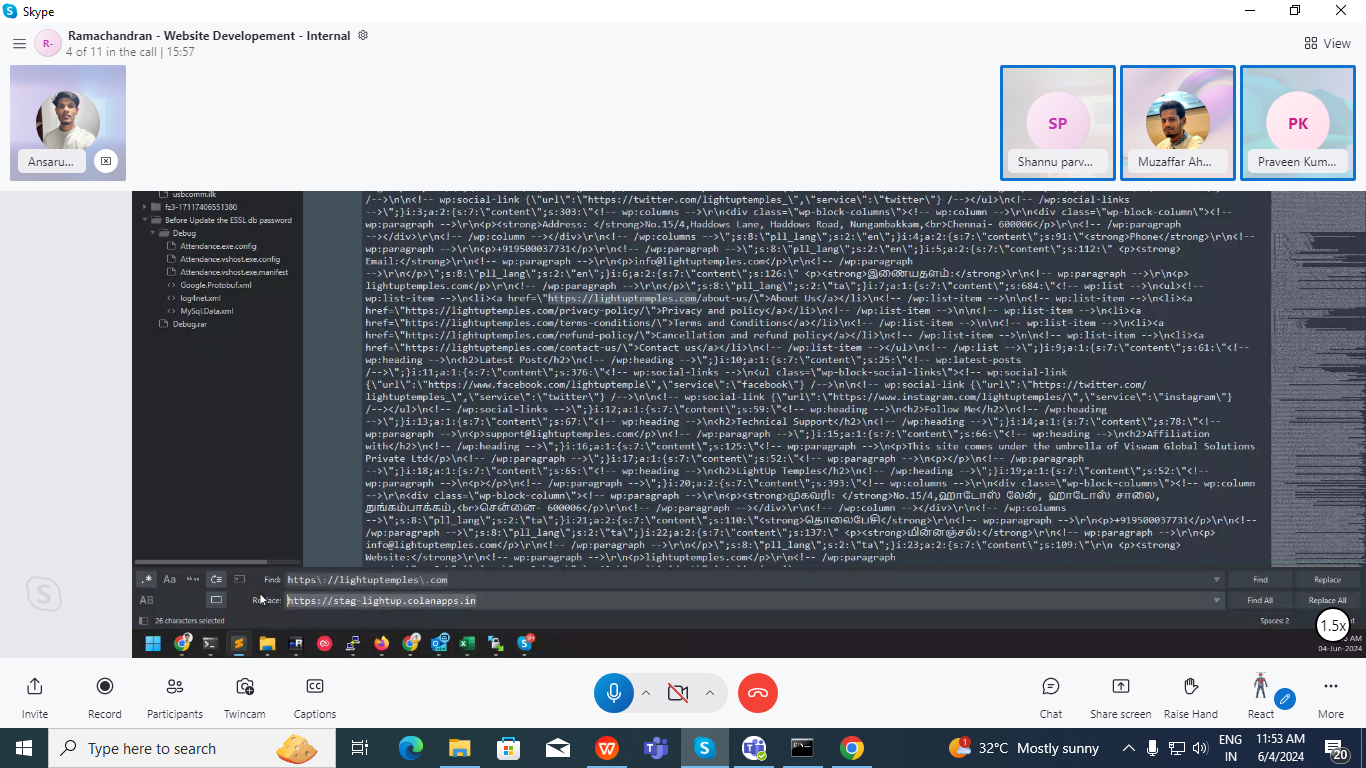 Skype
R-
Ramachandran - Website Developement - Internal
4 of 11 in the call | 15:57
View
Ansaru...
SP
Shannu parv...
Muzaffar Ah...
PK
Praveen Kum...
usbcomm.ilk
fz3-17117406551380
Before Update the ESSL db password
Debug
Attendance.exe.config
Attendance.vshost.exe.config
Attendance.vshost.exe.manifest
Google.Protobuf.xml
log4net.xml
MySql.Data.xml
Debug.rar
/-->\r\n\n<!-- wp:social-link {\"url\":\"https://twitter.com/lightuptemples_\",\"service\":\"twitter\"} /--></ul>\n<!-- /wp:social-links
-->\";}i:3;a:2:{s:7:\"content\";s:303:\"<!-- wp:columns -->\r\n<div class=\"wp-block-columns\"><!-- wp:column -->\r\n<div class=\"wp-block-column\"><!--
wp:paragraph -->\r\n<p><strong>Address: </strong>No.15/4,Haddows Lane, Haddows Road, Nungambakkam,<br>Chennai- 600006</p>\r\n<!-- /wp:paragraph
--></div>\r\n<!-- /wp:column --></div>\r\n<!-- /wp:columns -->\";s:8:\"pll_lang\";s:2:\"en\";}i:4;a:2:{s:7:\"content\";s:91:\"<strong>Phone</strong>\r\n<!--
wp:paragraph -->\r\n<p>+919500037731</p>\r\n<!-- /wp:paragraph -->\";s:8:\"pll_lang\";s:2:\"en\";}i:5;a:2:{s:7:\"content\";s:112:\" <p><strong>
Email:</strong>\r\n<!-- wp:paragraph -->\r\n<p>info@lightuptemples.com</p>\r\n<!-- /wp:paragraph
-->\r\n</p>\";s:8:\"pll_lang\";s:2:\"en\";}i:6;a:2:{s:7:\"content\";s:126:\" <p><strong>இணையதளம்:</strong>\r\n<!-- wp:paragraph -->\r\n<p>
lightuptemples.com</p>\r\n<!-- /wp:paragraph -->\r\n</p>\";s:8:\"pll_lang\";s:2:\"ta\";}i:7;a:1:{s:7:\"content\";s:684:\"<!-- wp:list --><ul><!--
wp:list-item --><li><a href=\"https://lightuptemples.com/about-us/\">About Us</a></li>\n<!-- /wp:list-item -->\n\n<!-- wp:list-item --><li><a
href=\"https://lightuptemples.com/privacy-policy/\">Privacy and policy</a></li>\n<!-- /wp:list-item -->\n\n<!-- wp:list-item --><li><a
href=\"https://lightuptemples.com/terms-conditions/\">Terms and Conditions</a></li>\n<!-- /wp:list-item -->\n\n<!-- wp:list-item --><li><a
href=\"https://lightuptemples.com/refund-policy/\">Cancellation and refund policy</a></li>\n<!-- /wp:list-item -->\n\n<!-- wp:list-item --><li><a
href=\"https://lightuptemples.com/contact-us/\">Contact us</a></li>\n<!-- /wp:list-item --></ul>\n<!-- /wp:list -->\";}i:9;a:1:{s:7:\"content\";s:61:\"<!--
wp:heading -->\n<h2>Latest Post</h2>\n<!-- /wp:heading -->\";}i:10;a:1:{s:7:\"content\";s:25:\"<!-- wp:latest-posts
/-->\";}i:11;a:1:{s:7:\"content\";s:376:\"<!-- wp:social-links -->\n<ul class=\"wp-block-social-links\"><!-- wp:social-link
{\"url\":\"https://www.facebook.com/lightuptemple\",\"service\":\"facebook\"} /-->\n\n<!-- wp:social-link {\"url\":\"https://twitter.com/
lightuptemples_\",\"service\":\"twitter\"} /-->\n\n<!-- wp:social-link {\"url\":\"https://www.instagram.com/lightuptemples/\",\"service\":\"instagram\"}
/--></ul>\n<!-- /wp:social-links -->\";}i:12;a:1:{s:7:\"content\";s:59:\"<!-- wp:heading -->\n<h2>Follow Me</h2>\n<!-- /wp:heading
-->\";}i:13;a:1:{s:7:\"content\";s:67:\"<!-- wp:heading -->\n<h2>Technical Support</h2>\n<!-- /wp:heading -->\";}i:14;a:1:{s:7:\"content\";s:78:\"<!--
wp:paragraph -->\n<p>support@lightuptemples.com</p>\n<!-- /wp:paragraph -->\";}i:15;a:1:{s:7:\"content\";s:66:\"<!-- wp:heading -->\n<h2>Affiliation
with</h2>\n<!-- /wp:heading -->\";}i:16;a:1:{s:7:\"content\";s:125:\"<!-- wp:paragraph -->\n<p>This site comes under the umbrella of Viswam Global Solutions
Private Ltd</p>\n<!-- /wp:paragraph -->\";}i:17;a:1:{s:7:\"content\";s:52:\"<!-- wp:paragraph -->\n<p></p>\n<!-- /wp:paragraph
-->\";}i:18;a:1:{s:7:\"content\";s:65:\"<!-- wp:heading -->\n<h2>LightUp Temples</h2>\n<!-- /wp:heading -->\";}i:19;a:1:{s:7:\"content\";s:52:\"<!--
wp:paragraph -->\n<p></p>\n<!-- /wp:paragraph -->\";}i:20;a:2:{s:7:\"content\";s:393:\"<!-- wp:columns -->\r\n<div class=\"wp-block-columns\"><!-- wp:column
-->\r\n<div class=\"wp-block-column\"><!-- wp:paragraph -->\r\n<p><strong>முகவரி: </strong>No.15/4,ஹாடோஸ் லேன், ஹாடோஸ் சாலை,
நுங்கம்பாக்கம்,<br>சென்னை- 600006</p>\r\n<!-- /wp:paragraph --></div>\r\n<!-- /wp:column --></div>\r\n<!-- /wp:columns
-->\";s:8:\"pll_lang\";s:2:\"ta\";}i:21;a:2:{s:7:\"content\";s:110:\"<strong>தொலைபேசி</strong>\r\n<!-- wp:paragraph -->\r\n<p>+919500037731</p>\r\n<!--
/wp:paragraph -->\";s:8:\"pll_lang\";s:2:\"ta\";}i:22;a:2:{s:7:\"content\";s:137:\" <p><strong>மின்னஞ்சல்:</strong>\r\n<!-- wp:paragraph -->\r\n<p>
info@lightuptemples.com</p>\r\n<!-- /wp:paragraph -->\r\n</p>\";s:8:\"pll_lang\";s:2:\"ta\";}i:23;a:2:{s:7:\"content\";s:109:\"\r\n <p><strong>
Website:</strong>\r\n<!-- wp:paragraph -->\r\n<p>lightuptemples.com</p>\r\n<!-- /wp:paragraph
Find: https\://lightuptemples\.com
Find
Replace
https://stag-lightup.colanapps.in
Find All
Replace All
26 characters selected
Spaces: 2
1.5x
04-Jun-2024
Invite
Record
Participants
Twincam
Captions
Chat
Share screen
Raise Hand
React
More
Type here to search
32°C Mostly sunny
ENG
IN
11:53 AM
6/4/2024
20